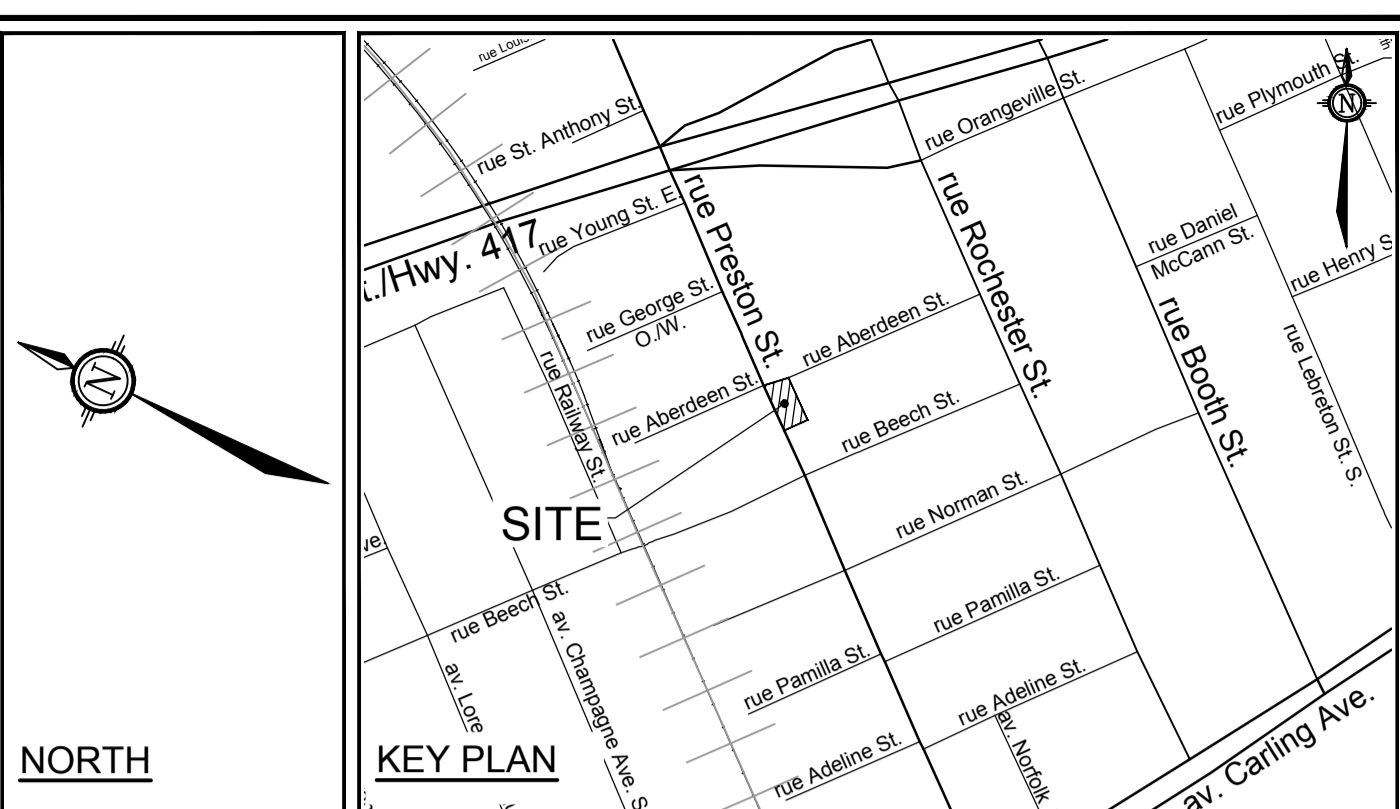 N
NORTH
rue Louis
rue St. Anthony St.
rue Orangeville St.
rue Plymouth St.
N
rue Young St. E.
t./Hwy. 417
rue Preston St.
rue Rochester St.
rue Daniel
McCann St.
rue Henry S
rue George St.
O./W.
rue Aberdeen St.
rue Booth St.
rue Lebreton St. S.
rue Railway St.
rue Aberdeen St.
rue Beech St.
SITE
rue Norman St.
ve.
rue Beech St.
rue Pamilla St.
av. Champagne Ave. S
av. Lore
rue Pamilla St.
rue Adeline St.
av. Norfolk
av. Carling Ave.
rue Adeline St.
KEY PLAN